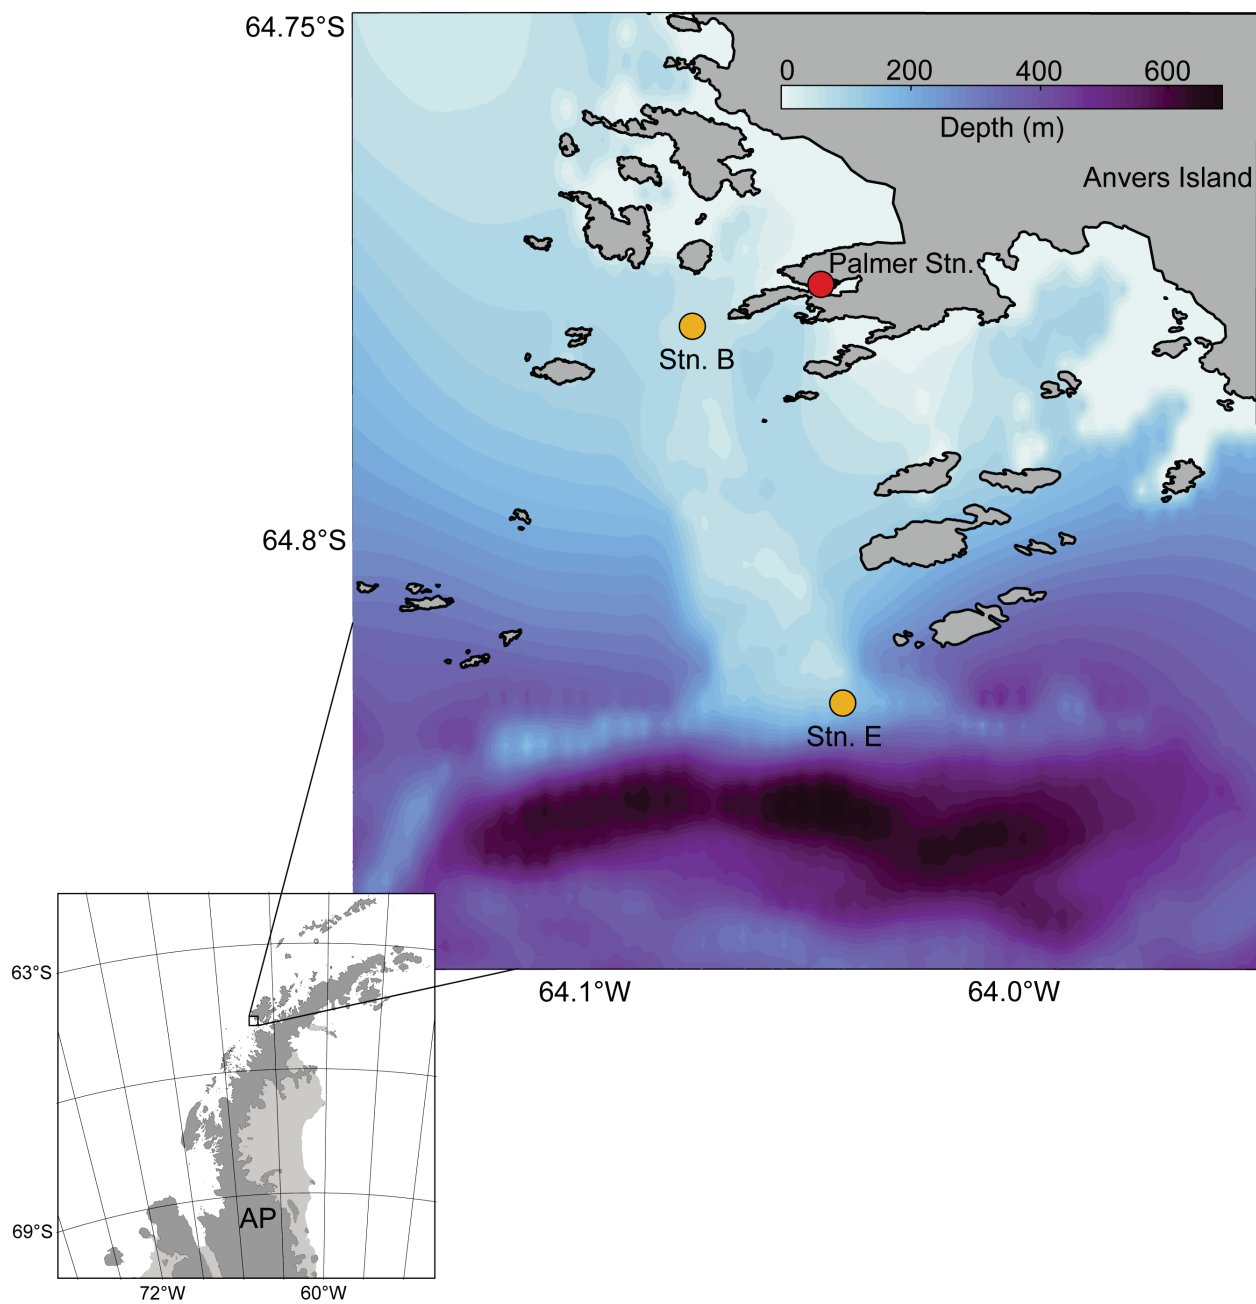 64.75°S
0 200 400 600
Depth (m)
Anvers Island
Palmer Stn.
Stn. B
64.8°S
Stn. E
64.1°W 64.0°W
63°S
AP
69°S
72°W 60°W